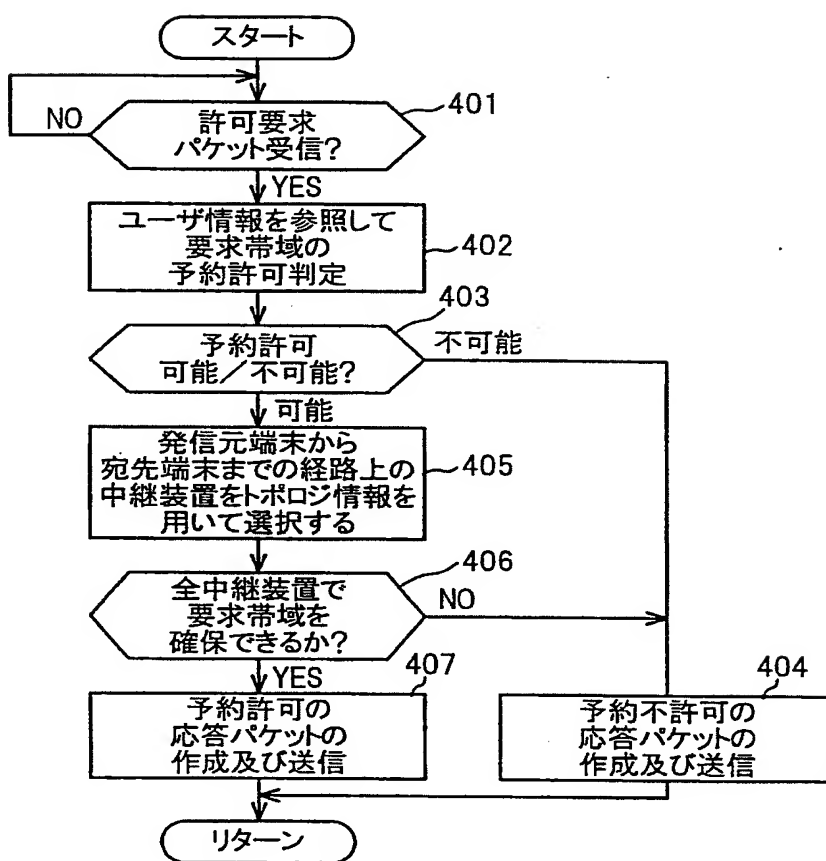 スタート
401
NO
許可要求
パケット受信?
YES
ユーザ情報を参照して
要求帯域の
予約許可判定
402
403
予約許可
可能/不可能?
不可能
可能
発信元端末から
宛先端末までの経路上の
中継装置をトポロジ情報を
用いて選択する
405
406
全中継装置で
要求帯域を
確保できるか?
NO
YES
407
404
予約許可の
応答パケットの
作成及び送信
予約不許可の
応答パケットの
作成及び送信
リターン